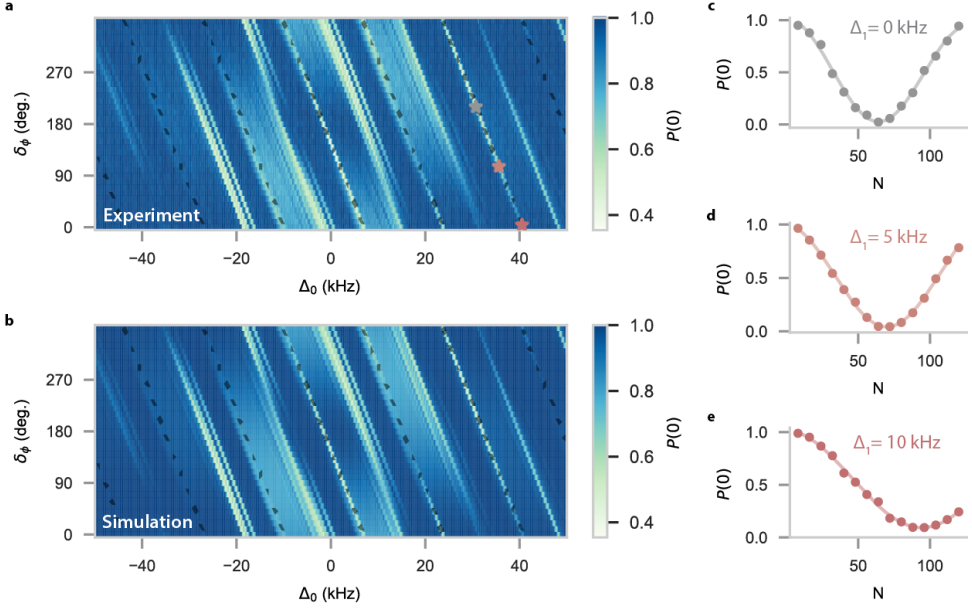 a
δϕ (deg.)
270
180
90
0
Experiment
−40
−20
0
20
40
Δ0 (kHz)
1.0
0.8
0.6
0.4
P(0)
b
δϕ (deg.)
270
180
90
0
Simulation
−40
−20
0
20
40
Δ0 (kHz)
1.0
0.8
0.6
0.4
P(0)
c
Δ1= 0 kHz
P(0)
1.0
0.5
0.0
50
100
N
d
Δ1= 5 kHz
P(0)
1.0
0.5
0.0
50
100
N
e
Δ1= 10 kHz
P(0)
1.0
0.5
0.0
50
100
N